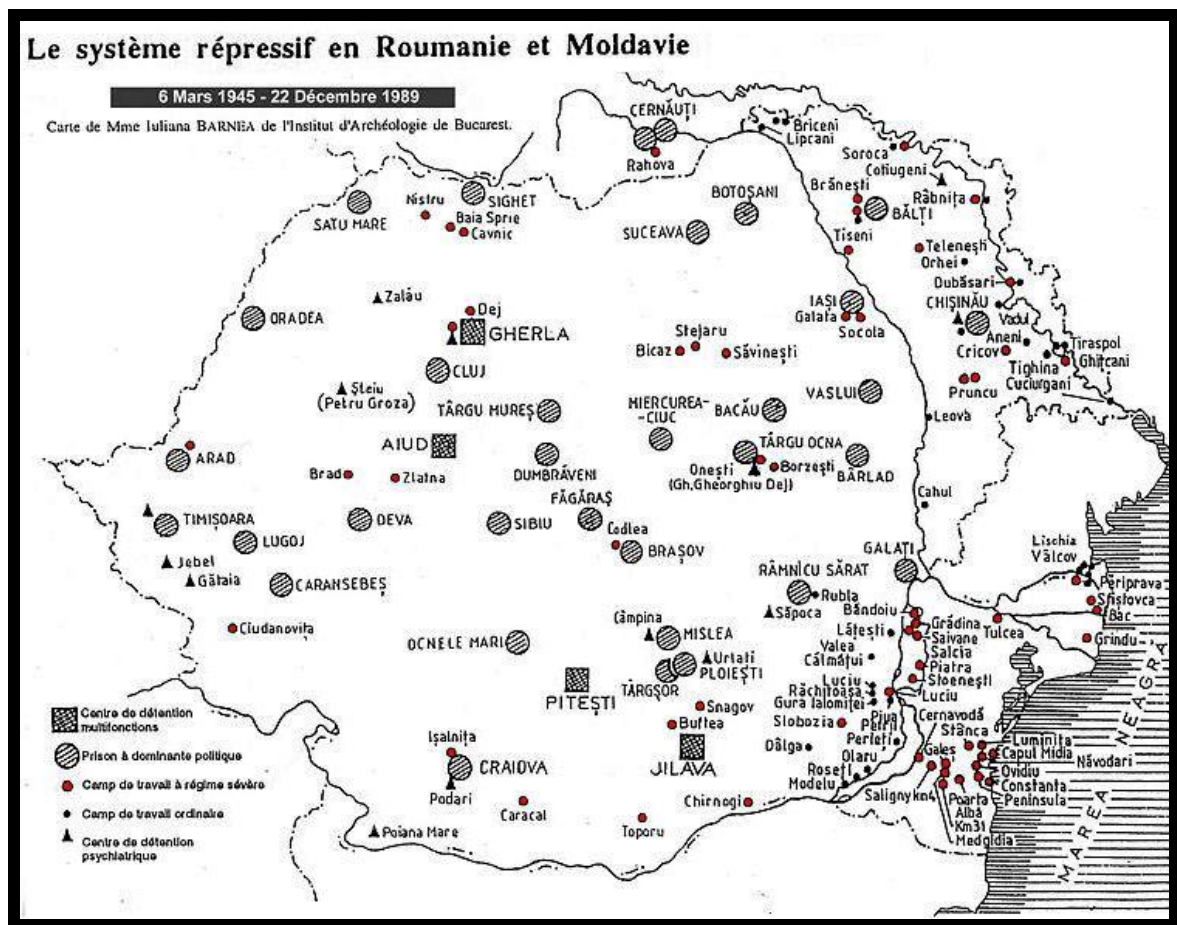 Le système répressif en Roumanie et Moldavie
6 Mars 1945 - 22 Décembre 1989
Carte de Mme Iuliana BARNEA de l'Institut d'Archéologie de Bucarest.
CERNĂUȚI
Rahova
Briceni
Lipcani
Soroca
Cotiugeni
Râbnița
Brănești
BĂLȚI
Tiseni
Telenești
Orhei
Dubăsari
CHIȘINĂU
Vadul
Aneni
Cricov
Tiraspol
Ghițcani
Tighina
Cuciurgani
Pruncu
Leova
Cahul
SATU MARE
Nistru
SIGHET
Baia Sprie
Cavnic
BOTOȘANI
SUCEAVA
IAȘI
Galata
Socola
ORADEA
Zalău
Dej
GHERLA
CLUJ
Șteiu
(Petru Groza)
Bicaz
Stejaru
Săvinești
VASLUI
TÂRGU MUREȘ
MIERCUREA-
-CIUC
BACĂU
AIUD
TÂRGU OCNA
Onești
(Gh,Gheorghiu Dej)
Borzești
BÂRLAD
ARAD
Brad
Zlatna
DUMBRĂVENI
FĂGĂRAȘ
TIMIȘOARA
LUGOJ
DEVA
SIBIU
Codlea
BRAȘOV
Jebel
Gătaia
CARANSEBEȘ
Ciudanovița
GALAȚI
RÂMNICU SĂRAT
Rubla
Săpoca
Lischia
Vâlcov
Periprava
Sfistovca
Bac
Grindu
Tulcea
Bândoiu
Grădina
Saivane
Salcia
Piatra
Stoenești
Luciu
Lătești
Valea
Călmățui
Luciu
Răchitoasa
Gura Ialomiței
OCNELE MARI
Câmpina
MISLEA
Urlați
PLOIEȘTI
TÂRGȘOR
PITEȘTI
Snagov
Buftea
JILAVA
Slobozia
Dâlga
Piua
Petrii
Perieți
Olaru
Roseți
Modelu
Cernavodă
Stânca
Galeș
Luminița
Capul Midia
Năvodari
Ovidiu
Constanta
Peninsula
Saligny km4
Poarta
Albă
Km31
Medgidia
Ișalnița
CRAIOVA
Podari
Poiana Mare
Caracal
Toporu
Chirnogi
MAREA NEAGRA
Centre de détention
multifonctions
Prison à dominante politique
Camp de travail à régime sévère
Camp de travail ordinaire
Centre de détention
psychiatrique